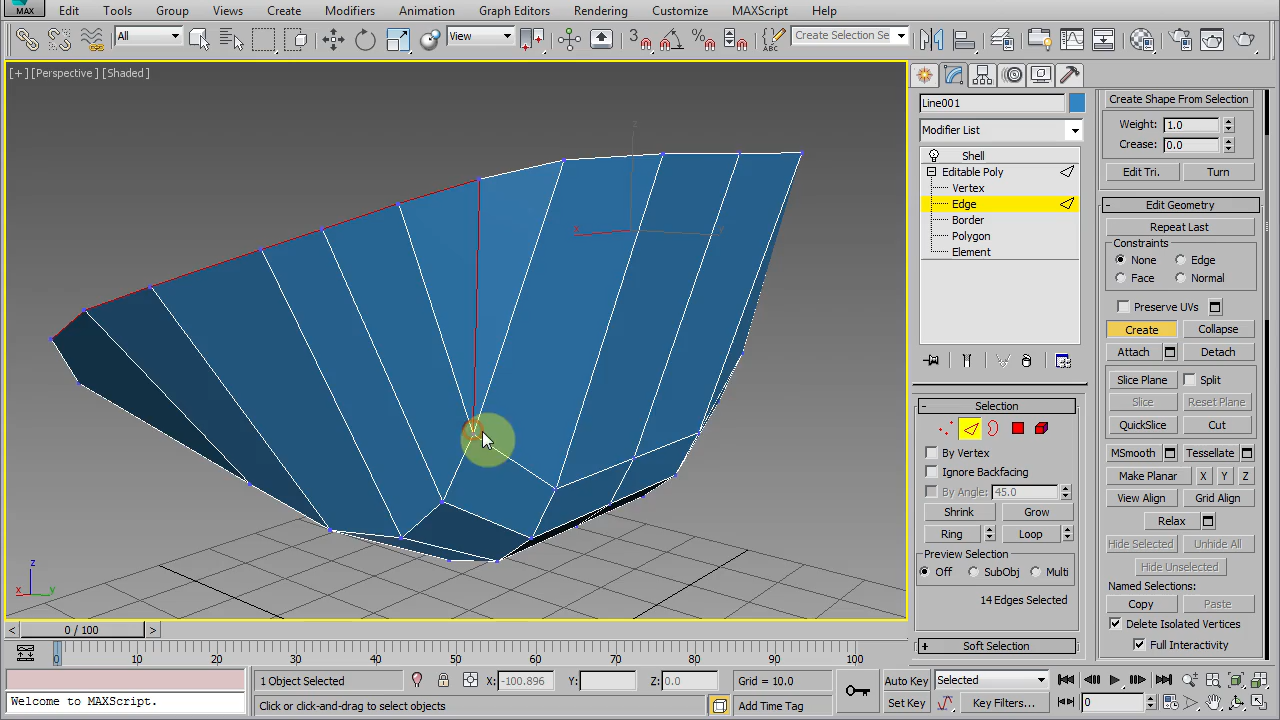 MAX Edit Tools Group Views Create Modifiers Animation Graph Editors Rendering Customize MAXScript Help
All View 3 Create Selection Se
[+] [Perspective] [Shaded]
Line001
Modifier List
Shell
Editable Poly
Vertex
Edge
Border
Polygon
Element
- Selection
By Vertex
Ignore Backfacing
By Angle: 45.0
Shrink Grow
Ring Loop
Preview Selection
Off SubObj Multi
14 Edges Selected
+ Soft Selection
Create Shape From Selection
Weight: 1.0
Crease: 0.0
Edit Tri. Turn
- Edit Geometry
Repeat Last
Constraints
None Edge
Face Normal
Preserve UVs
Create Collapse
Attach Detach
Slice Plane Split
Slice Reset Plane
QuickSlice Cut
MSmooth Tessellate
Make Planar X Y Z
View Align Grid Align
Relax
Hide Selected Unhide All
Hide Unselected
Named Selections:
Copy Paste
Delete Isolated Vertices
Full Interactivity
z
x
z
x y
< 0 / 100 >
0 10 20 30 40 50 60 70 80 90 100
1 Object Selected X: -100.896 Y: Z: 0.0 Grid = 10.0 Auto Key Selected
Welcome to MAXScript. Click or click-and-drag to select objects Add Time Tag Set Key Key Filters... 0